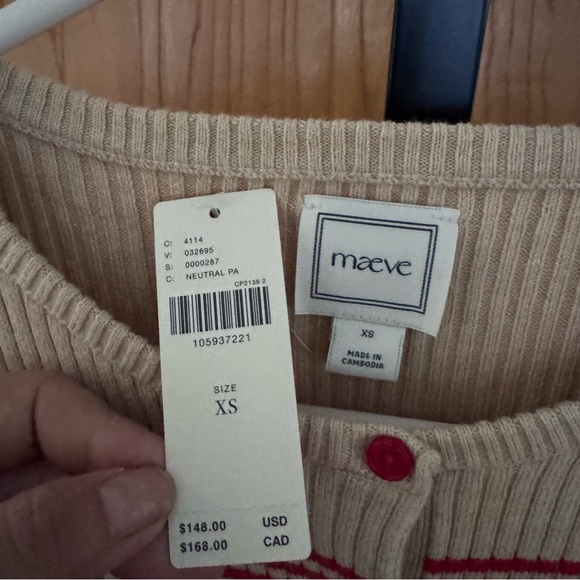 C: 4114
V: 032695
S: 0000287
C: NEUTRAL PA
CP2138 2
105937221
SIZE
XS
$148.00 USD
$168.00 CAD
mæve
XS
MADE IN
CAMBODIA